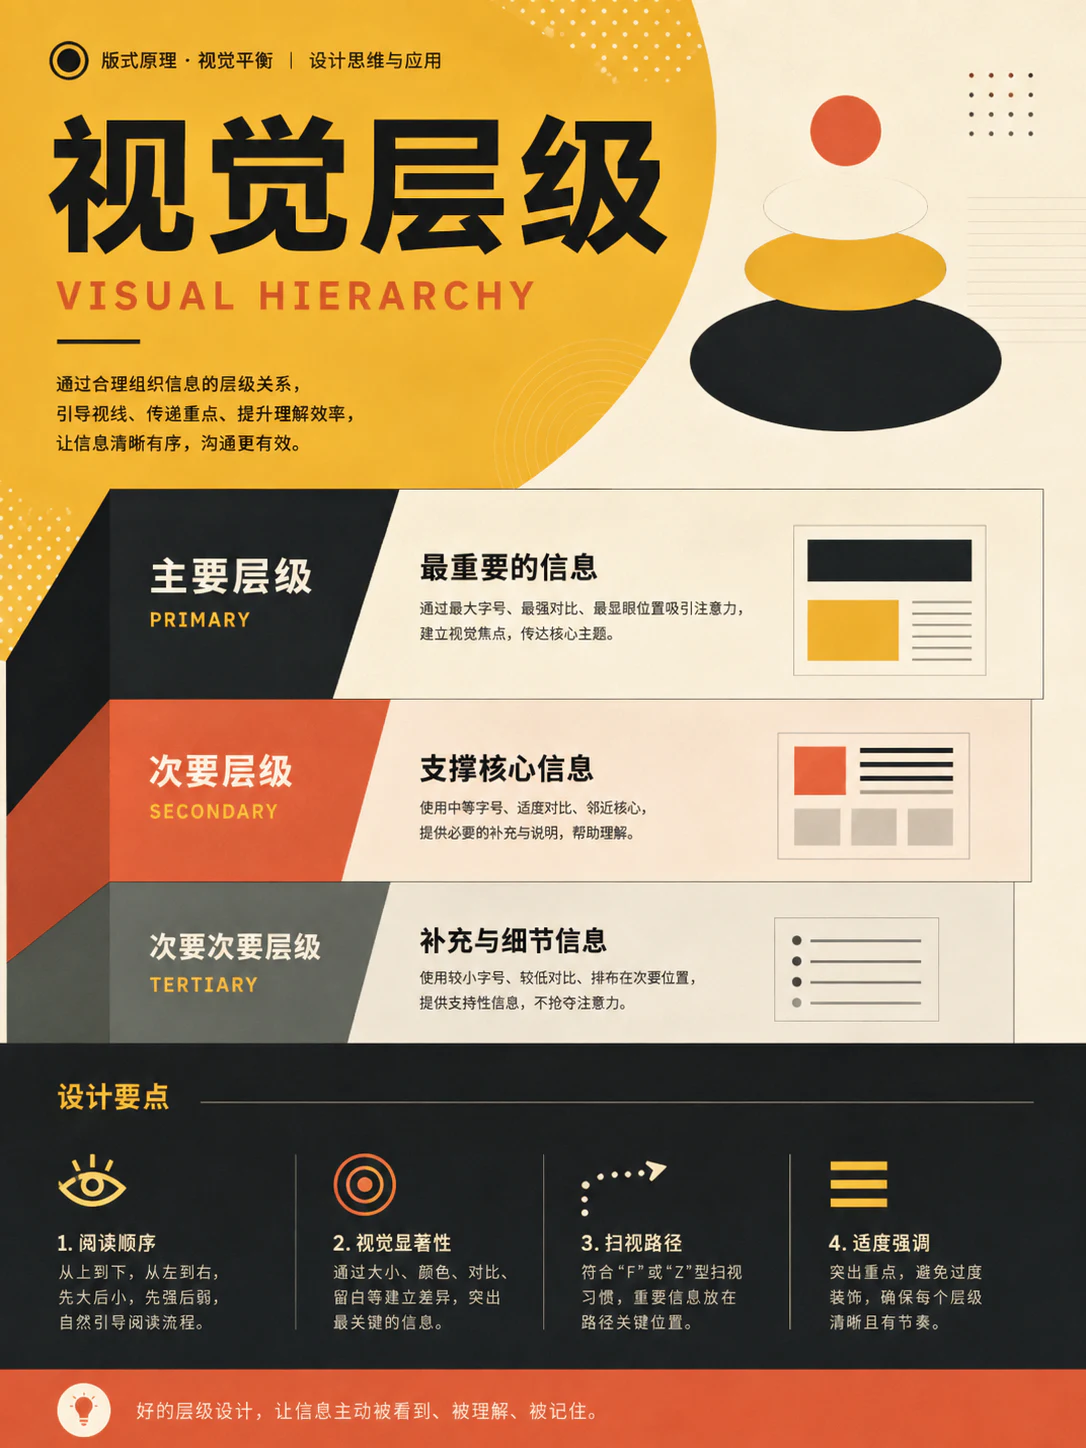 版式原理·视觉平衡 | 设计思维与应用
视觉层级
VISUAL HIERARCHY
通过合理组织信息的层级关系，
引导视线、传递重点、提升理解效率，
让信息清晰有序，沟通更有效。
主要层级
PRIMARY
最重要的信息
通过最大字号、最强对比、最显眼位置吸引注意力，
建立视觉焦点，传达核心主题。
次要层级
SECONDARY
支撑核心信息
使用中等字号、适度对比、邻近核心，
提供必要的补充与说明，帮助理解。
次要次要层级
TERTIARY
补充与细节信息
使用较小字号、较低对比、排布在次要位置，
提供支持性信息，不抢夺注意力。
设计要点
1. 阅读顺序
从上到下，从左到右，
先大后小，先强后弱，
自然引导阅读流程。
2. 视觉显著性
通过大小、颜色、对比、
留白等建立差异，突出
最关键的信息。
3. 扫视路径
符合“F”或“Z”型扫视
习惯，重要信息放在
路径关键位置。
4. 适度强调
突出重点，避免过度
装饰，确保每个层级
清晰且有节奏。
好的层级设计，让信息主动被看到、被理解、被记住。